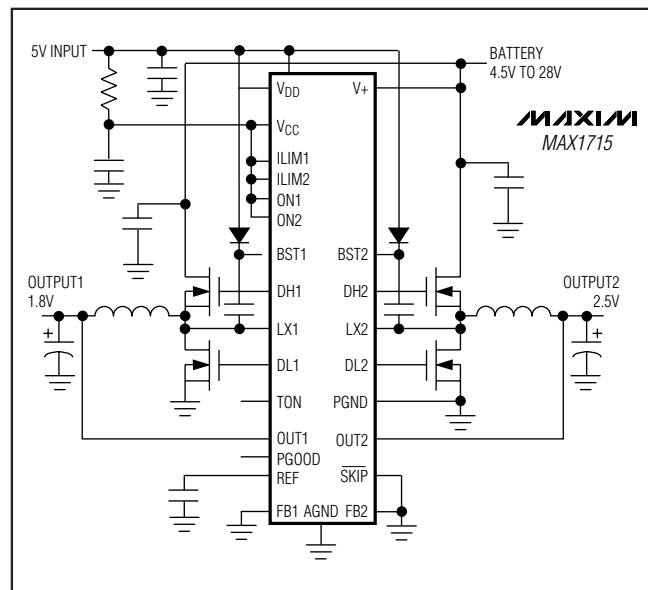 5V INPUT
BATTERY
4.5V TO 28V
VDD
V+
MAXIM
MAX1715
VCC
ILIM1
ILIM2
ON1
ON2
BST1
BST2
OUTPUT1
1.8V
DH1
DH2
OUTPUT2
2.5V
+
LX1
LX2
+
DL1
DL2
TON
PGND
OUT1
OUT2
PGOOD
REF
SKIP
FB1
AGND
FB2